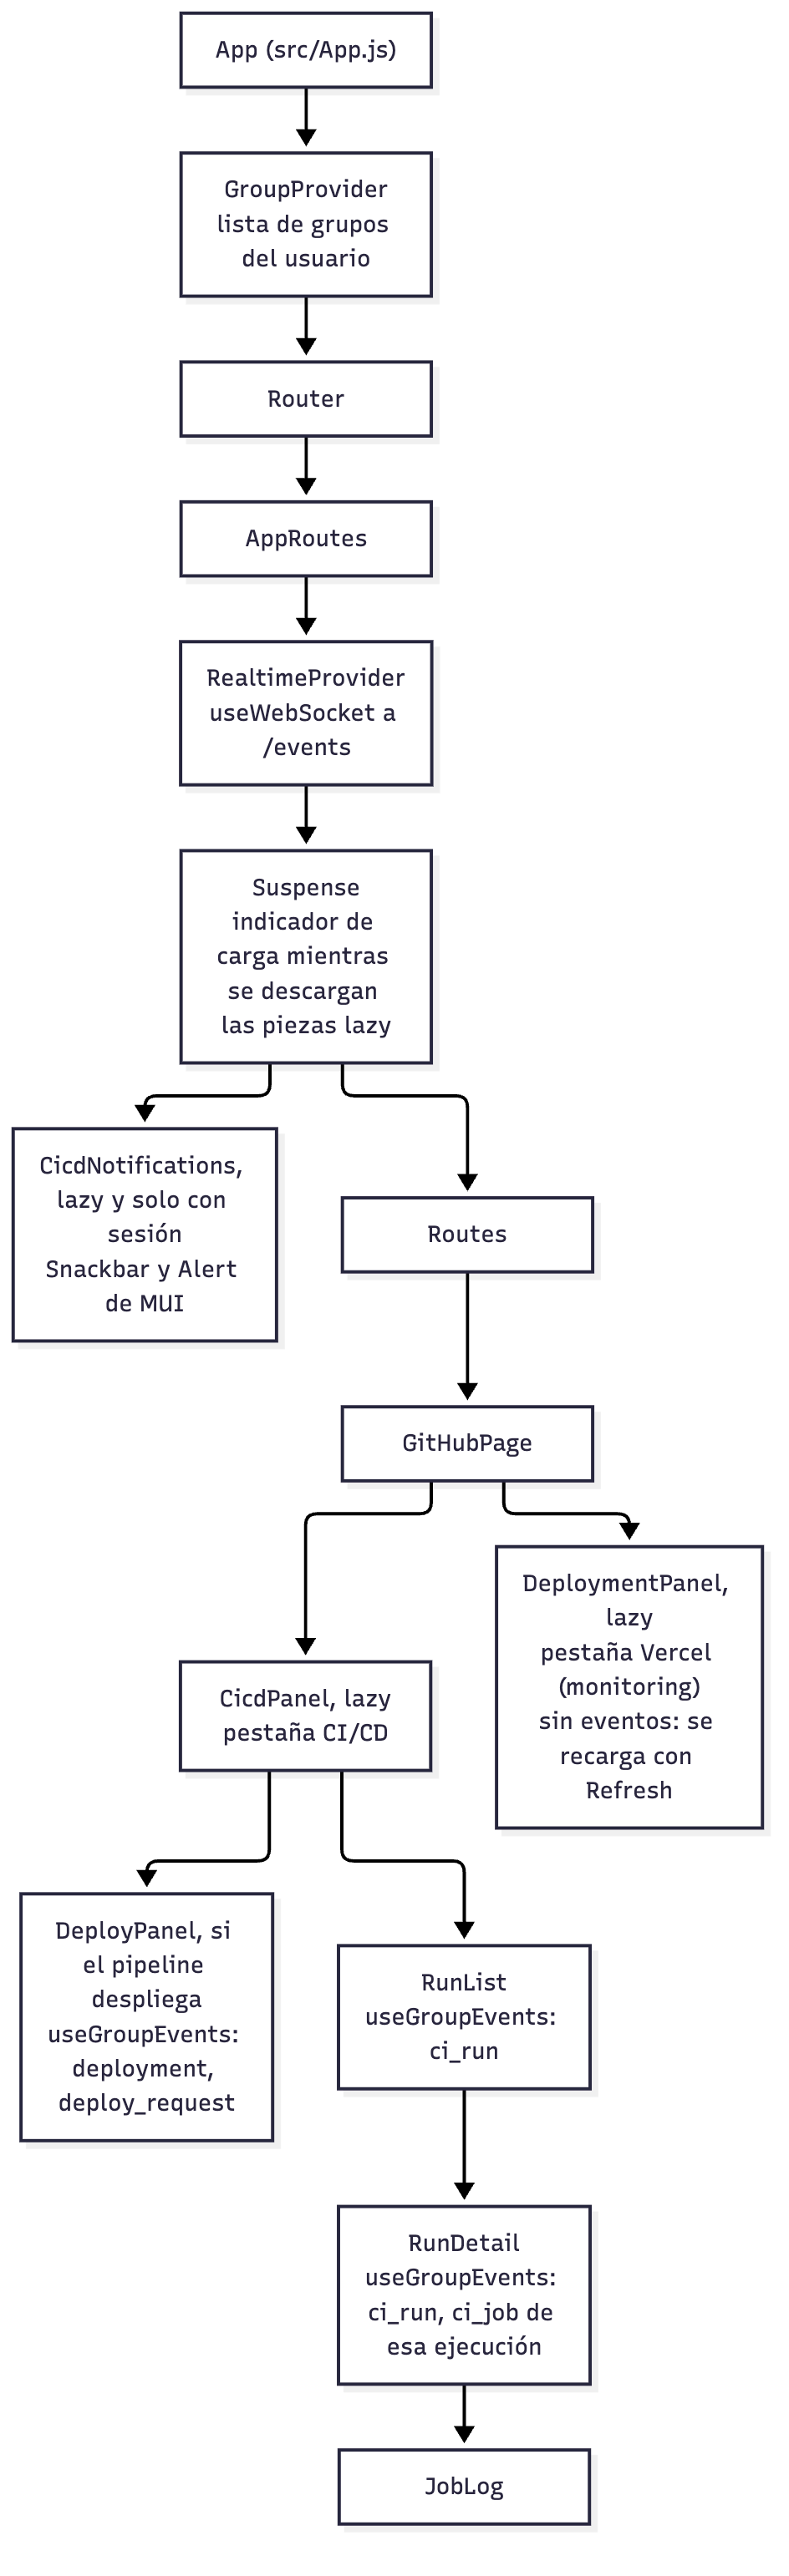 App (src/App.js)
GroupProvider
lista de grupos
del usuario
Router
AppRoutes
RealtimeProvider
useWebSocket a
/events
Suspense
indicador de
carga mientras
se descargan
las piezas lazy
CicdNotifications,
lazy y solo con
sesión
Snackbar y Alert
de MUI
Routes
GitHubPage
DeploymentPanel,
lazy
pestaña Vercel
(monitoring)
sin eventos: se
recarga con
Refresh
CicdPanel, lazy
pestaña CI/CD
DeployPanel, si
el pipeline
despliega
useGroupEvents:
deployment,
deploy_request
RunList
useGroupEvents:
ci_run
RunDetail
useGroupEvents:
ci_run, ci_job de
esa ejecución
JobLog